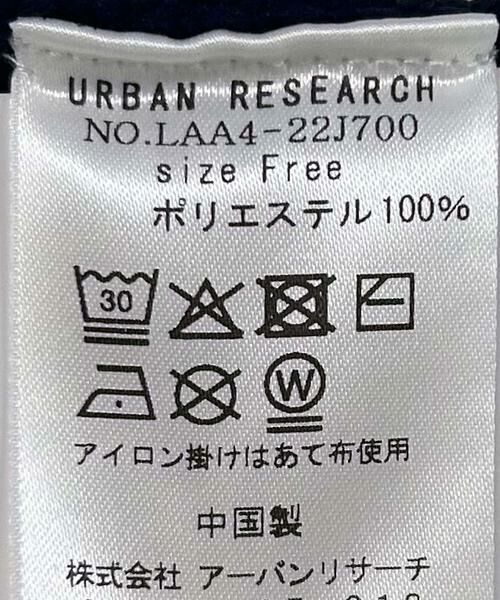 URBAN RESEARCH
NO.LAA4-22J700
size Free
ポリエステル100%
30
W
アイロン掛けはあて布使用
中国製
株式会社 アーバンリサーチ